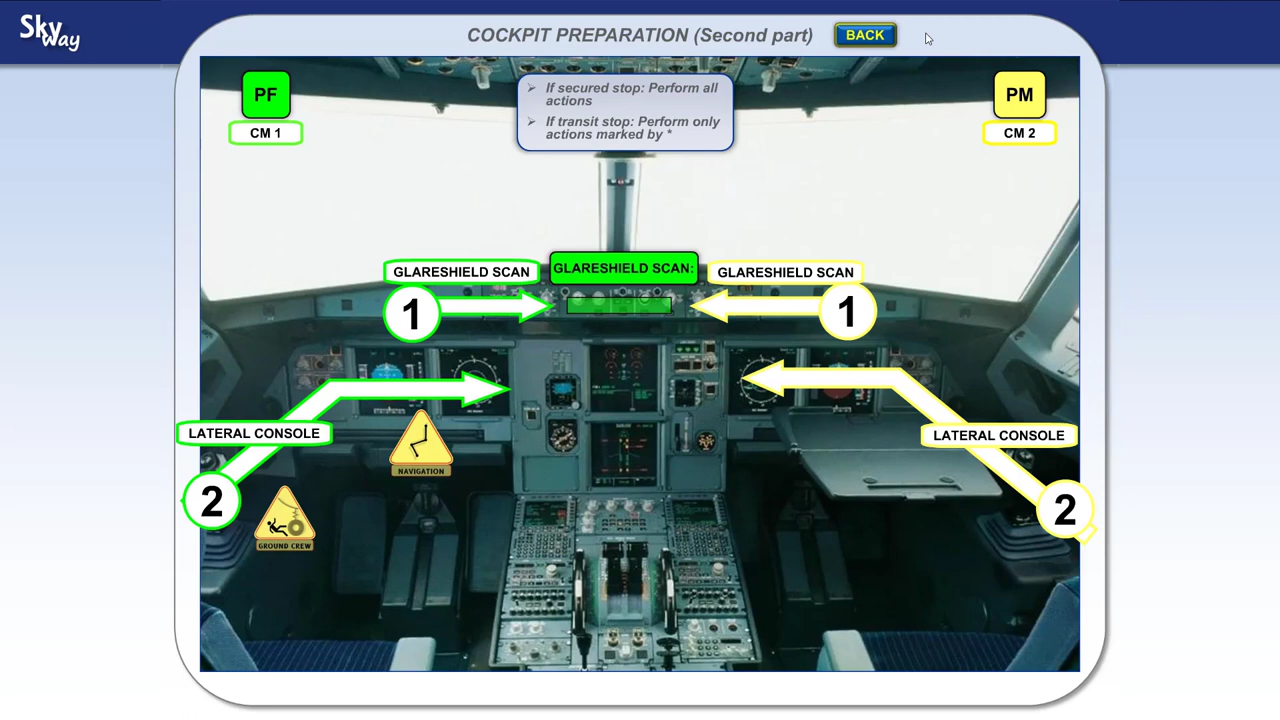 Sky
Way
COCKPIT PREPARATION (Second part)
BACK
PF
CM 1
➢ If secured stop: Perform all
actions
➢ If transit stop: Perform only
actions marked by *
PM
CM 2
GLARESHIELD SCAN
GLARESHIELD SCAN:
GLARESHIELD SCAN
1
1
LATERAL CONSOLE
LATERAL CONSOLE
NAVIGATION
2
2
GROUND CREW